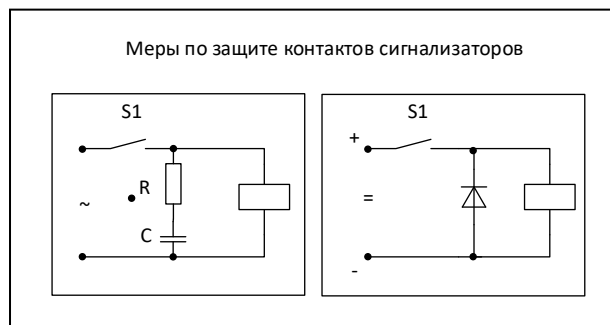 Меры по защите контактов сигнализаторов
S1
R
~
C
S1
+
=
-